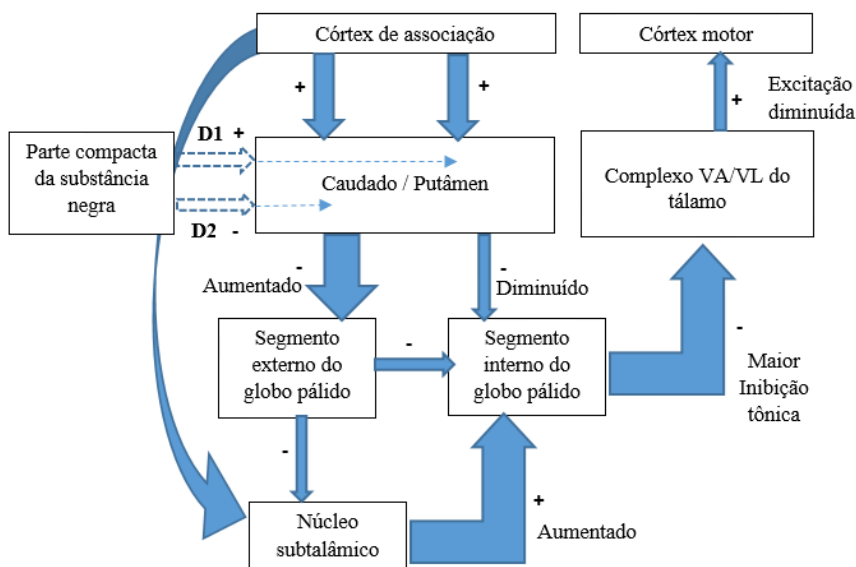 Córtex de associação
Córtex motor
+
+
+
Excitação
diminuída
D1 +
Parte compacta
da substância
negra
Caudado / Putâmen
Complexo VA/VL do
tálamo
D2 -
-
Aumentado
-
Diminuído
Segmento
externo do
globo pálido
-
Segmento
interno do
globo pálido
-
Maior
Inibição
tônica
-
+
Aumentado
Núcleo
subtalâmico